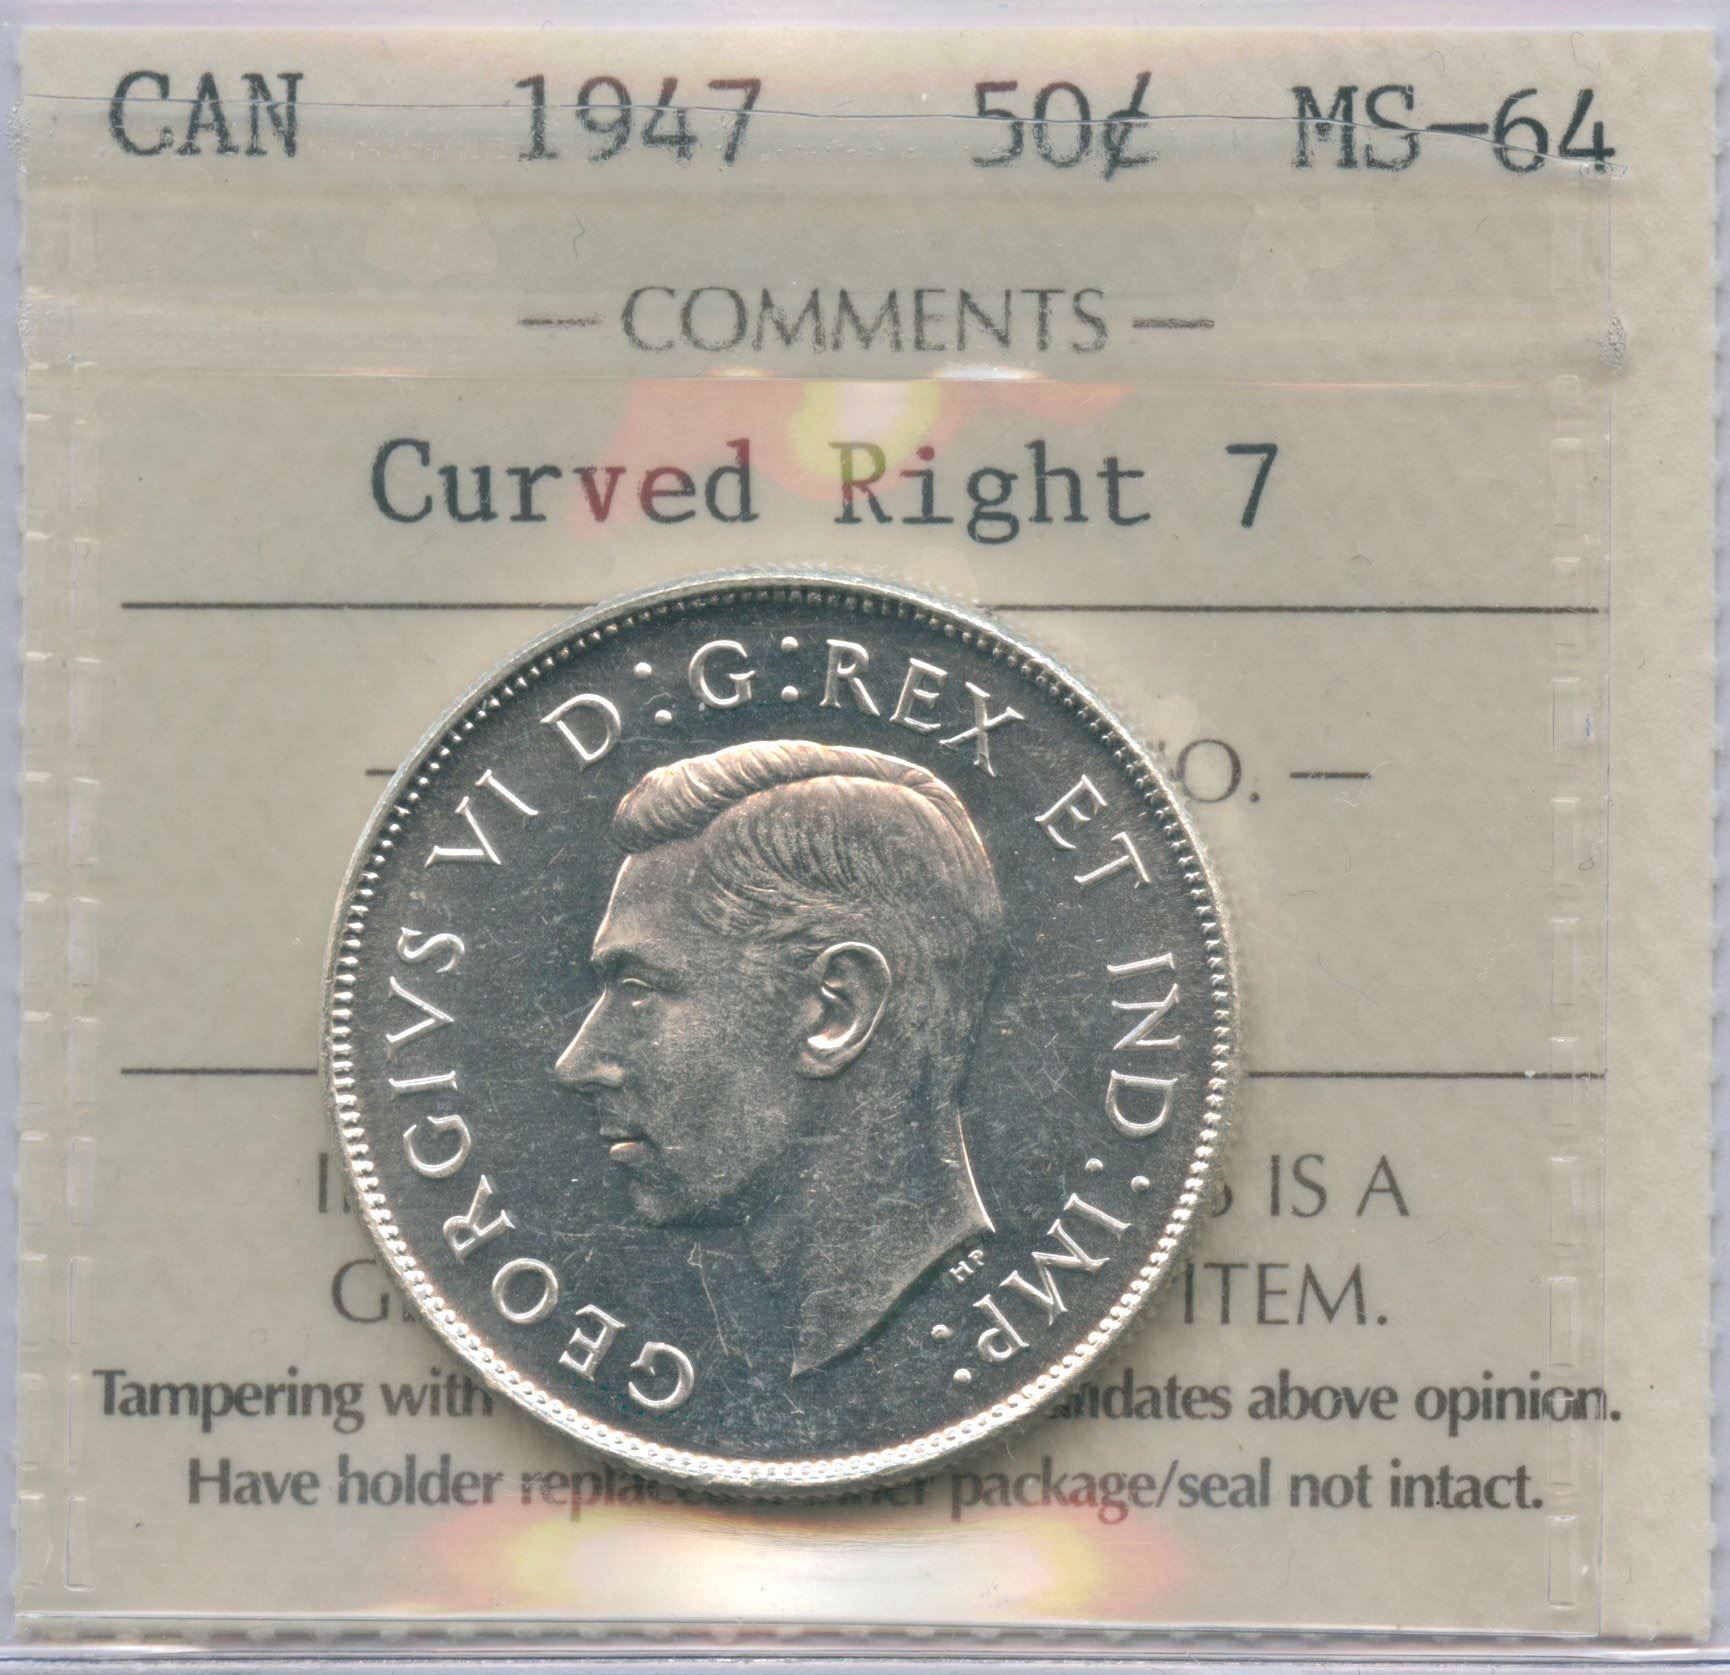 CAN 1947 50¢ MS-64
— COMMENTS —
Curved Right 7
GEORGIVS VI D:G:REX ET IND:IMP:
HP
O. —
IS A
ITEM.
Tampering with above opinion.
Have holder package/seal not intact.